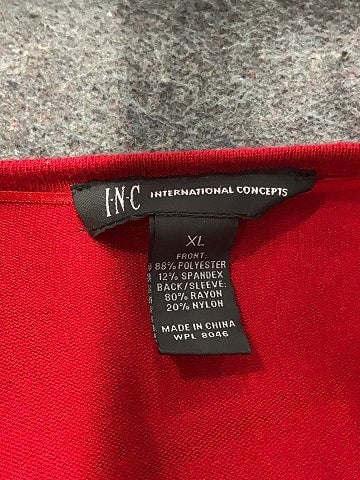 I·N·C INTERNATIONAL CONCEPTS
XL
FRONT:
88% POLYESTER
12% SPANDEX
BACK/SLEEVE:
80% RAYON
20% NYLON
MADE IN CHINA
WPL 8046